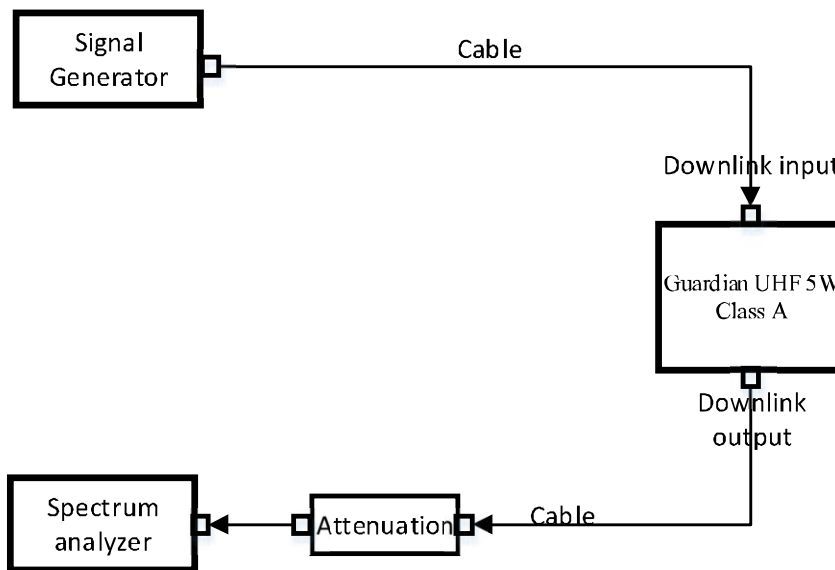 Signal
Generator
Cable
Downlink input
Guardian UHF 5W
Class A
Downlink
output
Cable
Attenuation
Spectrum
analyzer